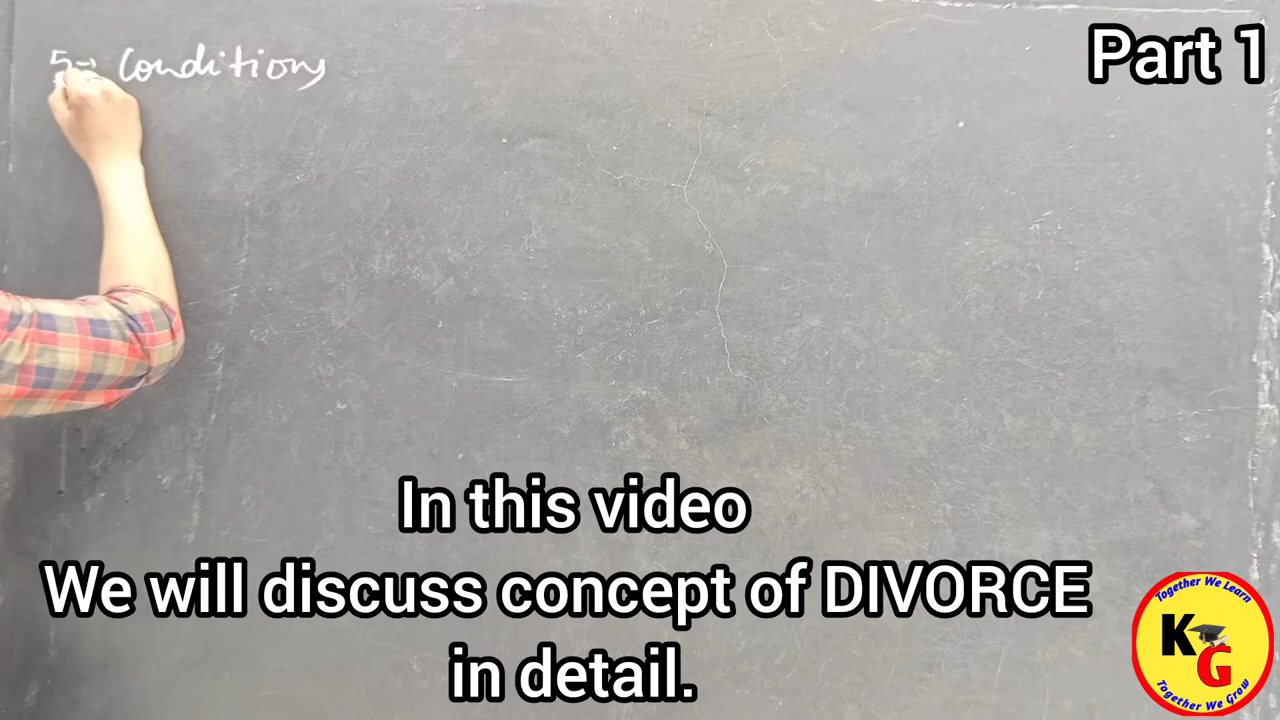 Part 1
5→ Conditions
In this video
We will discuss concept of DIVORCE
in detail.
Together We Learn
KG
Together We Grow